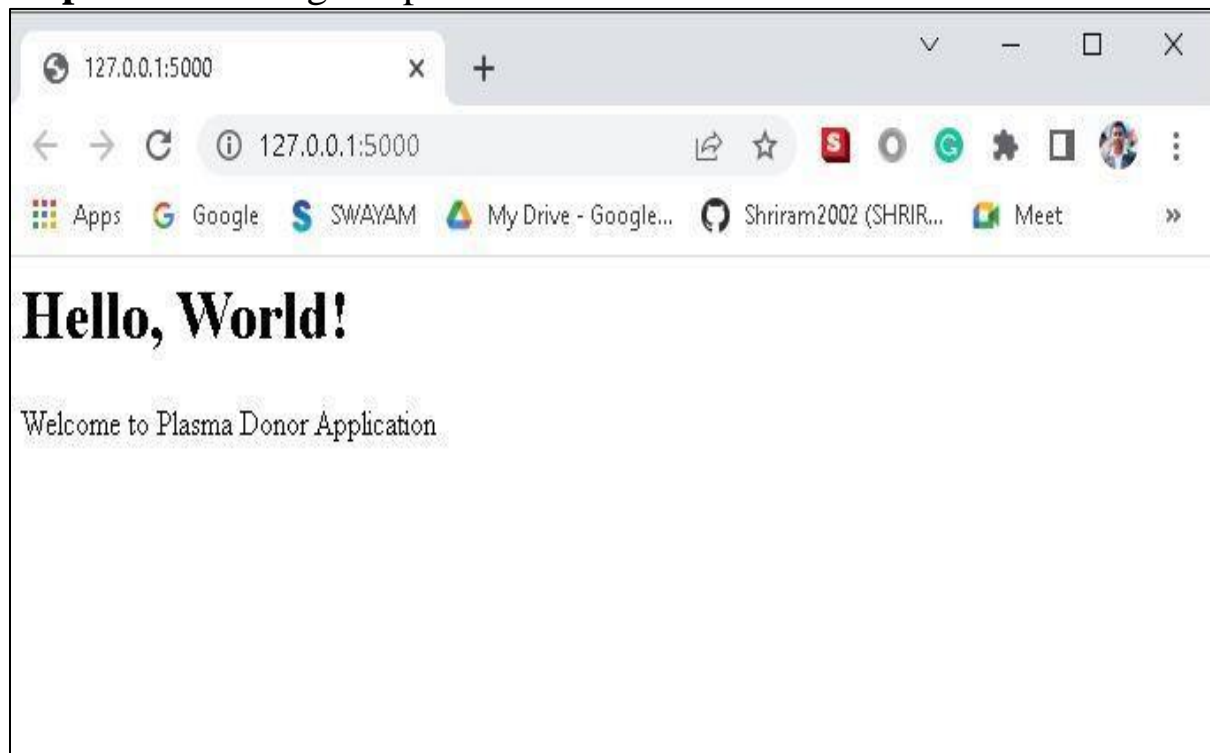 127.0.0.1:5000
127.0.0.1:5000
Apps Google SWAYAM My Drive - Google... Shriram2002 (SHRIR... Meet »
Hello, World!
Welcome to Plasma Donor Application